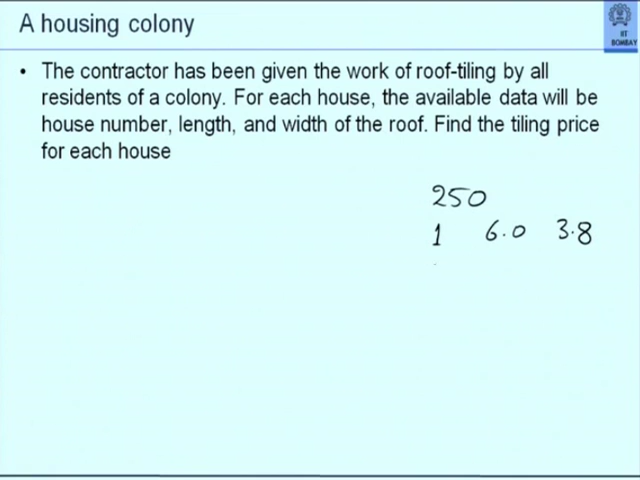 A housing colony
IIT
BOMBAY
• The contractor has been given the work of roof-tiling by all
residents of a colony. For each house, the available data will be
house number, length, and width of the roof. Find the tiling price
for each house
250
1 6.0 3.8